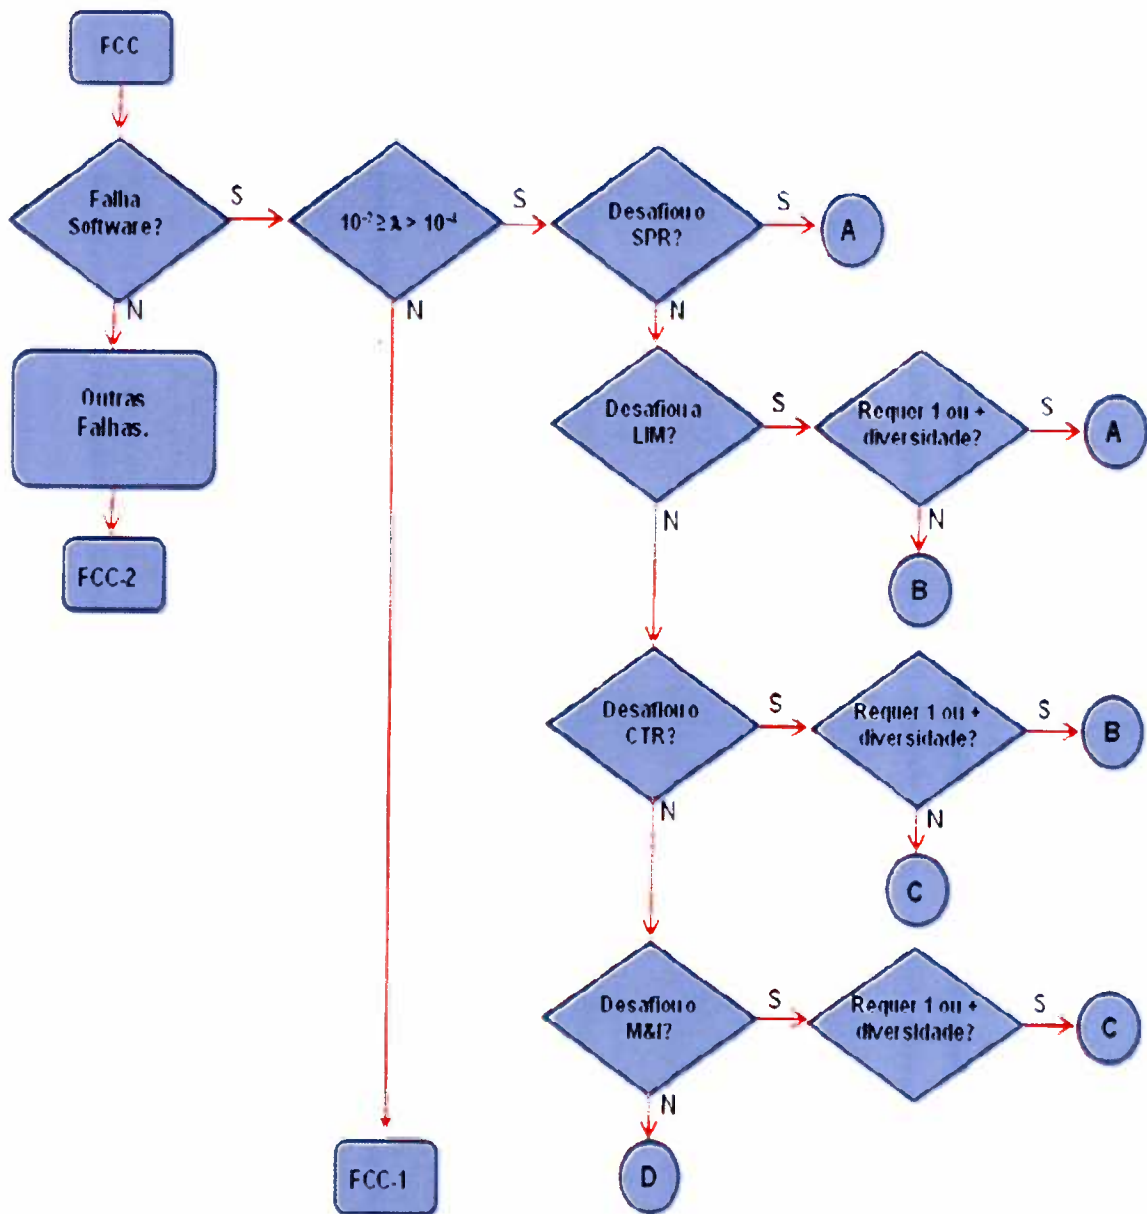 FCC
Falha
Software?
S
10⁻² ≥ λ > 10⁻⁴
S
Desafiou o
SPR?
S
A
N
N
N
Outras
Falhas.
Desafiou a
LIM?
S
Requer 1 ou +
diversidade?
S
A
N
N
FCC-2
B
Desafiou o
CTR?
S
Requer 1 ou +
diversidade?
S
B
N
N
C
Desafiou o
M&I?
S
Requer 1 ou +
diversidade?
S
C
N
FCC-1
D